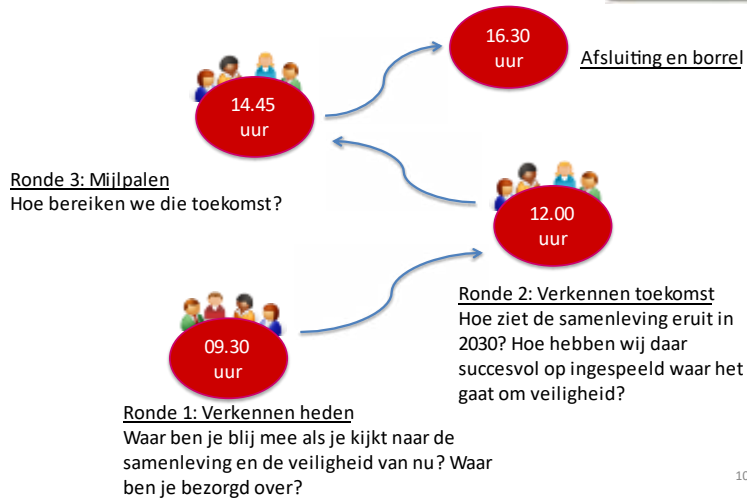 16.30
uur
Afsluiting en borrel
14.45
uur
Ronde 3: Mijlpalen
Hoe bereiken we die toekomst?
12.00
uur
Ronde 2: Verkennen toekomst
Hoe ziet de samenleving eruit in
2030? Hoe hebben wij daar
succesvol op ingespeeld waar het
gaat om veiligheid?
09.30
uur
Ronde 1: Verkennen heden
Waar ben je blij mee als je kijkt naar de
samenleving en de veiligheid van nu? Waar
ben je bezorgd over?
10